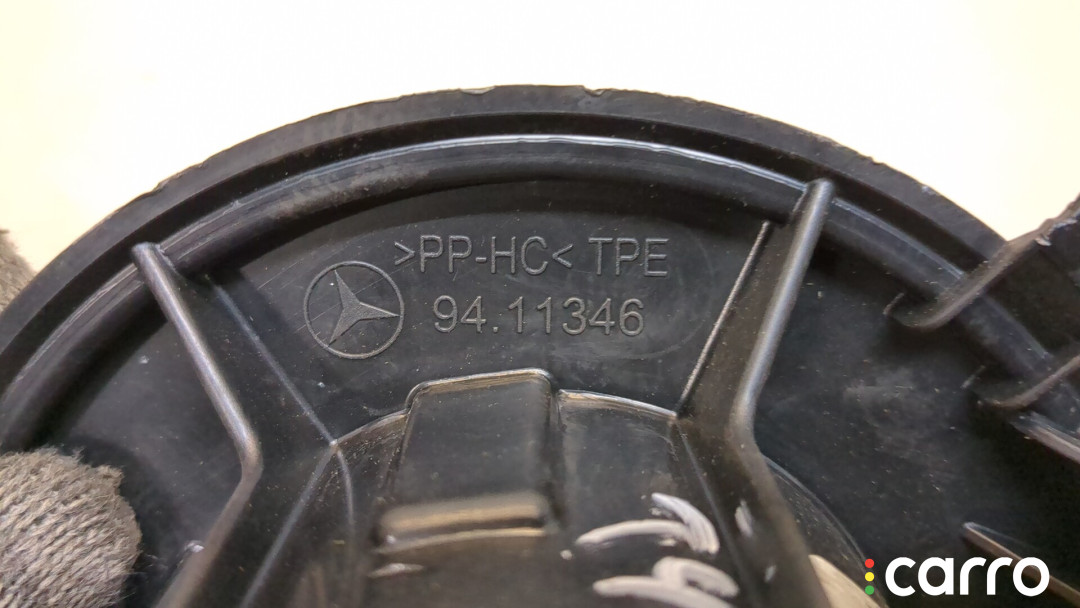 >PP-HC< TPE
94.11346
carro